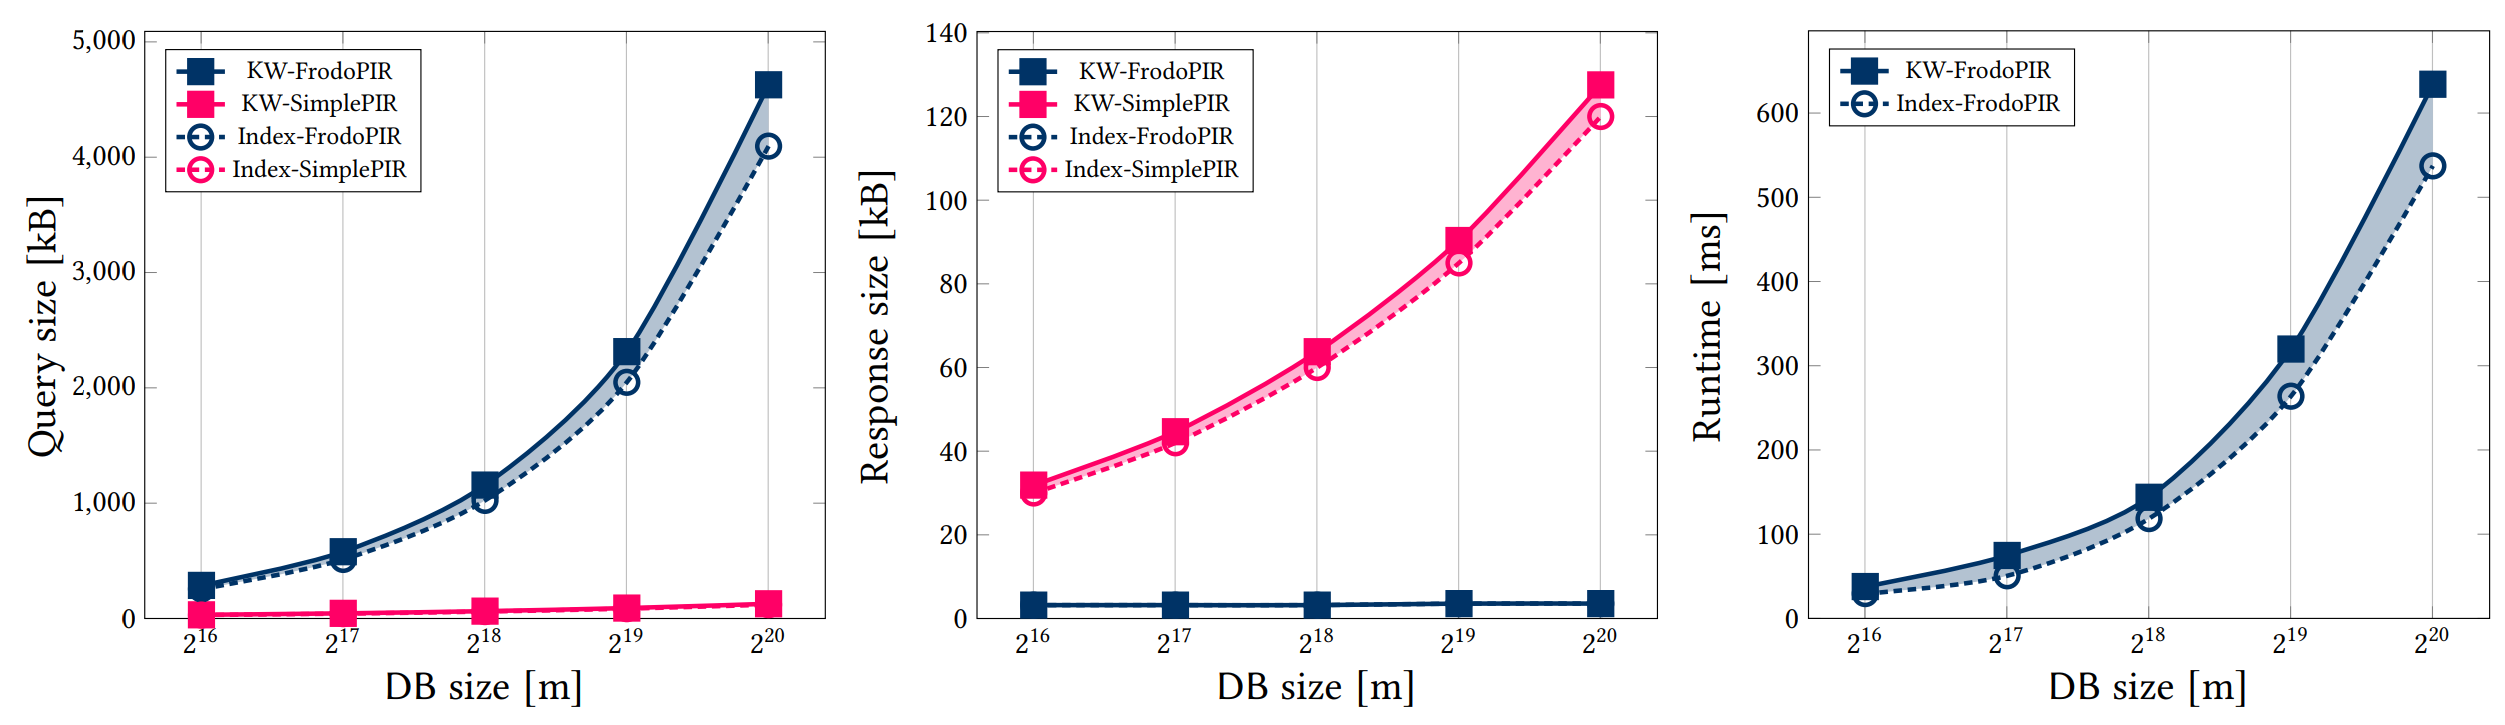 Query size [kB]
5,000
4,000
3,000
2,000
1,000
0
KW-FrodoPIR
KW-SimplePIR
Index-FrodoPIR
Index-SimplePIR
2^16 2^17 2^18 2^19 2^20
DB size [m]
Response size [kB]
140
120
100
80
60
40
20
0
KW-FrodoPIR
KW-SimplePIR
Index-FrodoPIR
Index-SimplePIR
2^16 2^17 2^18 2^19 2^20
DB size [m]
Runtime [ms]
600
500
400
300
200
100
0
KW-FrodoPIR
Index-FrodoPIR
2^16 2^17 2^18 2^19 2^20
DB size [m]